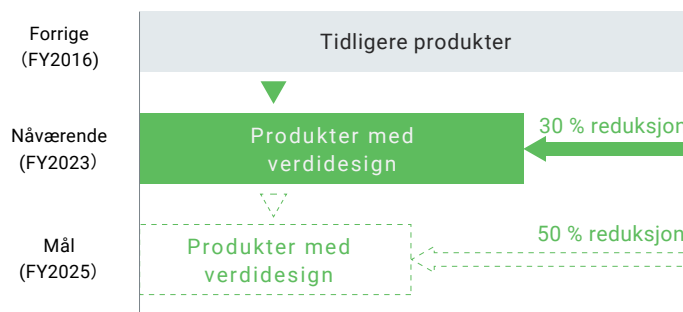 Forrige
（FY2016)
Tidligere produkter
Nåværende
(FY2023）
Produkter med
verdidesign
30 % reduksjon
Mål
(FY2025）
Produkter med
verdidesign
50 % reduksjon